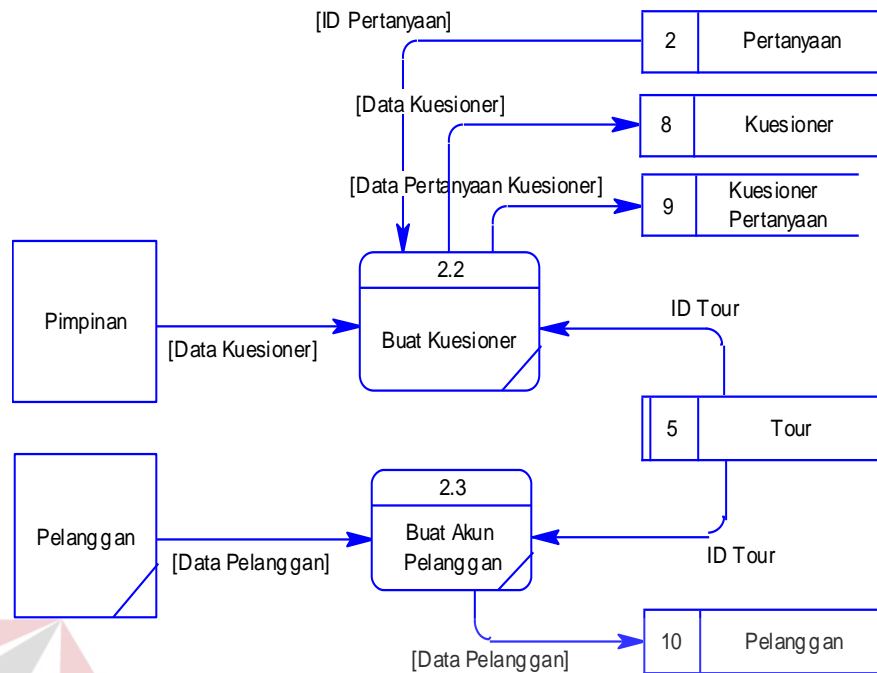 [ID Pertanyaan]
2
Pertanyaan
[Data Kuesioner]
8
Kuesioner
[Data Pertanyaan Kuesioner]
9
Kuesioner
Pertanyaan
2.2
Buat Kuesioner
Pimpinan
[Data Kuesioner]
ID Tour
5
Tour
2.3
Buat Akun
Pelanggan
Pelanggan
[Data Pelanggan]
ID Tour
10
Pelanggan
[Data Pelanggan]